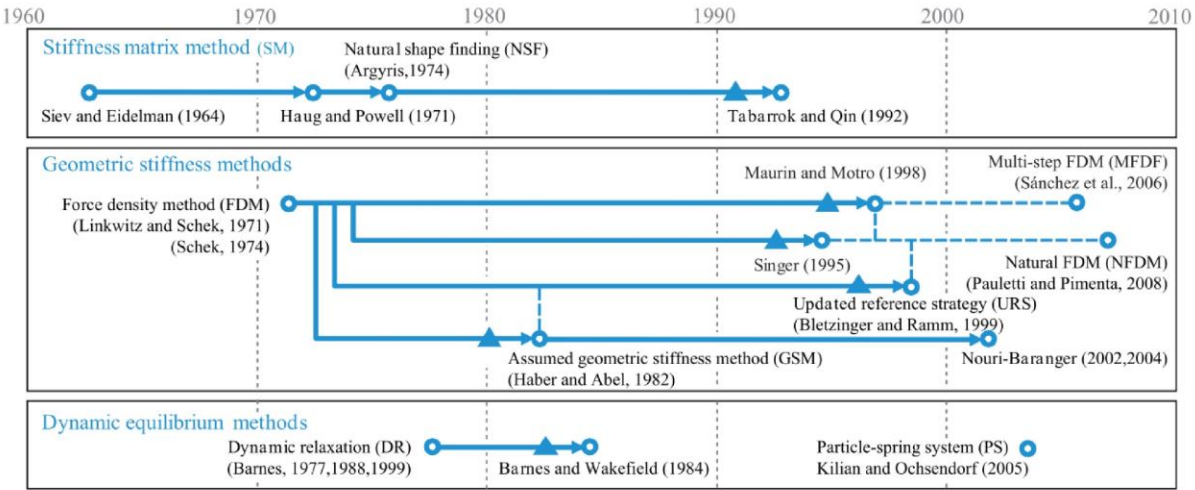 1960 1970 1980 1990 2000 2010
Stiffness matrix method (SM)
Natural shape finding (NSF)
(Argyris,1974)
Siev and Eidelman (1964)
Haug and Powell (1971)
Tabarrok and Qin (1992)
Geometric stiffness methods
Force density method (FDM)
(Linkwitz and Schek, 1971)
(Schek, 1974)
Maurin and Motro (1998)
Multi-step FDM (MFDF)
(Sánchez et al., 2006)
Singer (1995)
Natural FDM (NFDM)
(Pauletti and Pimenta, 2008)
Updated reference strategy (URS)
(Bletzinger and Ramm, 1999)
Assumed geometric stiffness method (GSM)
(Haber and Abel, 1982)
Nouri-Baranger (2002,2004)
Dynamic equilibrium methods
Dynamic relaxation (DR)
(Barnes, 1977,1988,1999)
Barnes and Wakefield (1984)
Particle-spring system (PS)
Kilian and Ochsendorf (2005)